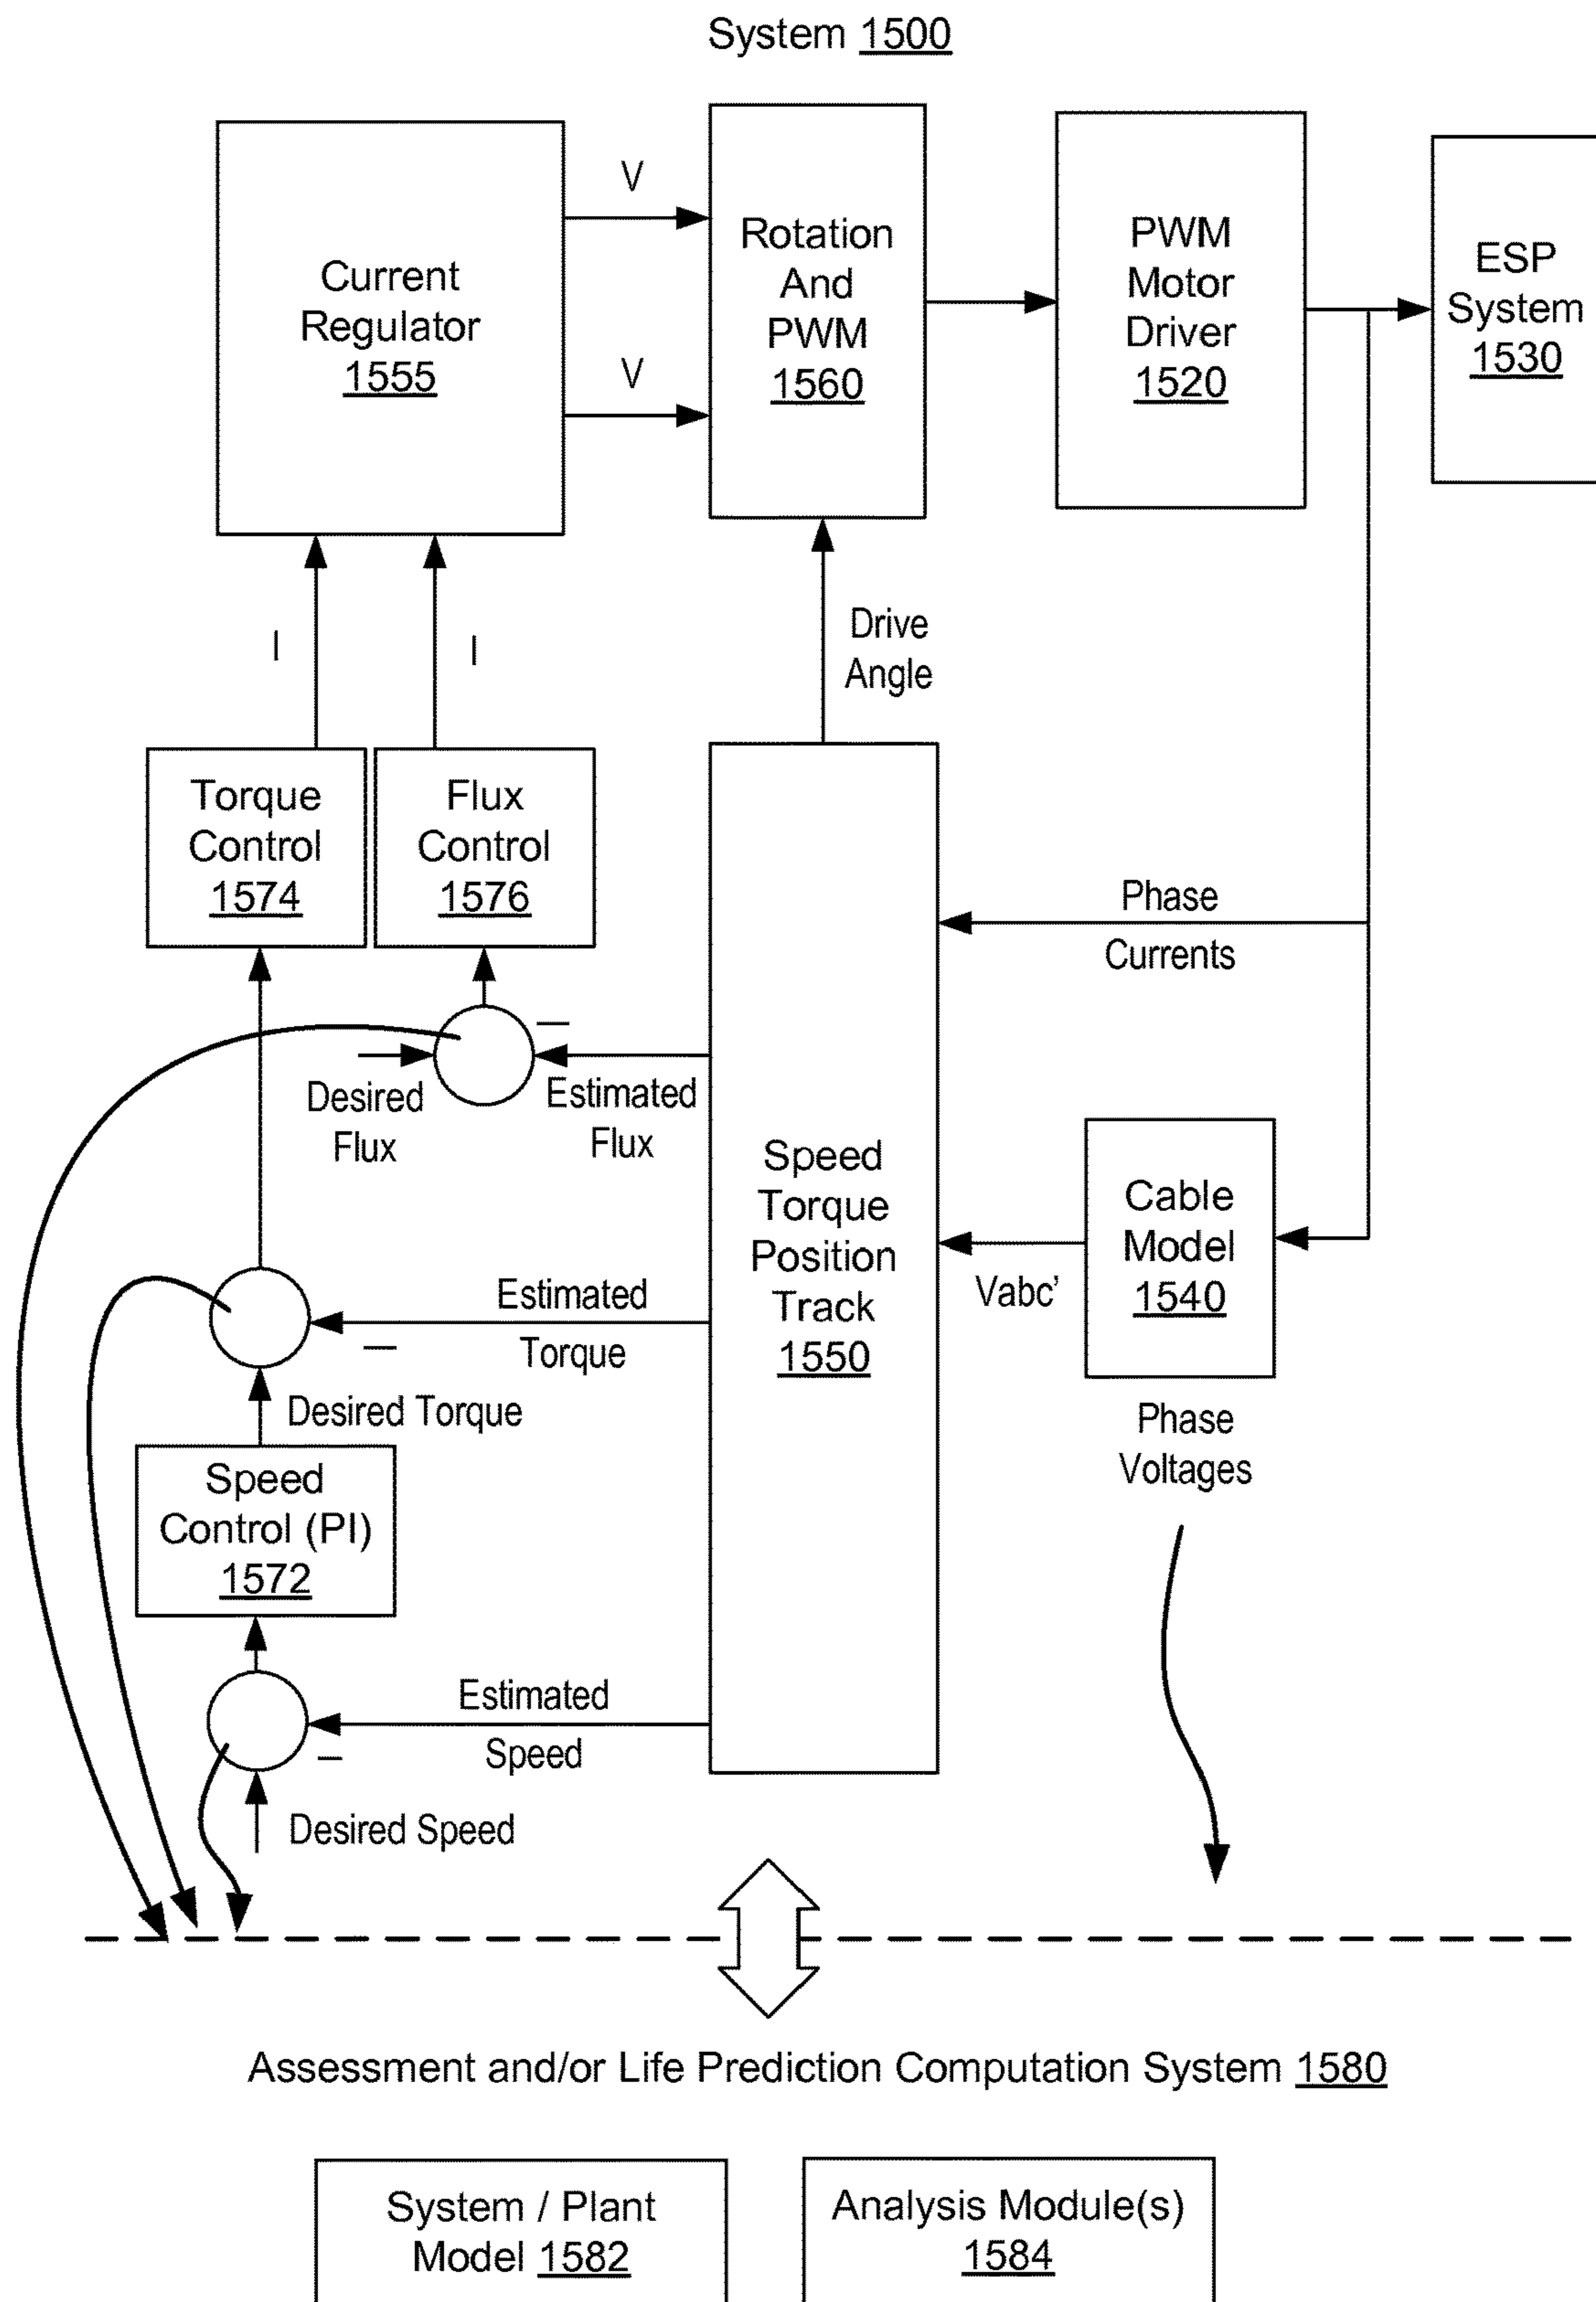 System 1500
Current
Regulator
1555
V
V
Rotation
And
PWM
1560
PWM
Motor
Driver
1520
ESP
System
1530
I
I
Drive
Angle
Torque
Control
1574
Flux
Control
1576
Phase
Currents
—
Desired
Flux
Estimated
Flux
Speed
Torque
Position
Track
1550
Cable
Model
1540
Vabc’
Estimated
Torque
—
Desired Torque
Phase
Voltages
Speed
Control (PI)
1572
Estimated
Speed
—
Desired Speed
Assessment and/or Life Prediction Computation System 1580
System / Plant
Model 1582
Analysis Module(s)
1584